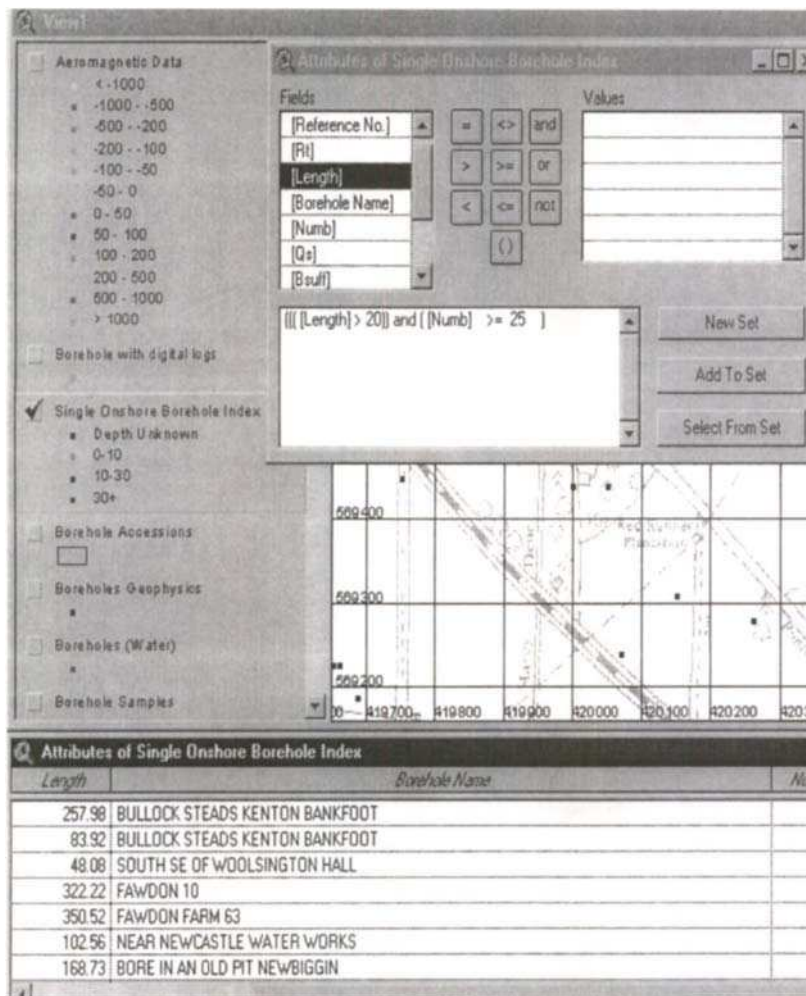 View1
Aeromagnetic Data
< -1000
-1000 - -500
-500 - -200
-200 - -100
-100 - -50
-50 - 0
0 - 50
50 - 100
100 - 200
200 - 500
500 - 1000
> 1000
Borehole with digital logs
Single Onshore Borehole Index
Depth Unknown
0-10
10-30
30+
Borehole Accessions
Boreholes Geophysics
Boreholes (Water)
Borehole Samples
Attributes of Single Onshore Borehole Index
Fields
Values
[Reference No.]
[Rt]
[Length]
[Borehole Name]
[Numb]
[Qs]
[Bsuff]
= <> and
> >= or
< <= not
()
((( [Length] > 20)) and ( [Numb] >= 25 )
New Set
Add To Set
Select From Set
569400
569300
569200
419700 419800 419900 420000 420100 420200
Attributes of Single Onshore Borehole Index
Length Borehole Name
257.98 BULLOCK STEADS KENTON BANKFOOT
83.92 BULLOCK STEADS KENTON BANKFOOT
48.08 SOUTH SE OF WOOLSINGTON HALL
322.22 FAWDON 10
350.52 FAWDON FARM 63
102.56 NEAR NEWCASTLE WATER WORKS
168.73 BORE IN AN OLD PIT NEWBIGGIN